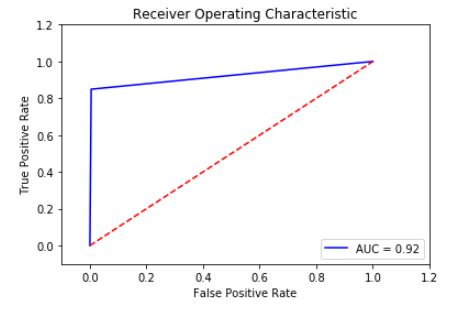 Receiver Operating Characteristic
1.2
1.0
0.8
0.6
0.4
0.2
0.0
True Positive Rate
AUC = 0.92
0.0 0.2 0.4 0.6 0.8 1.0 1.2
False Positive Rate